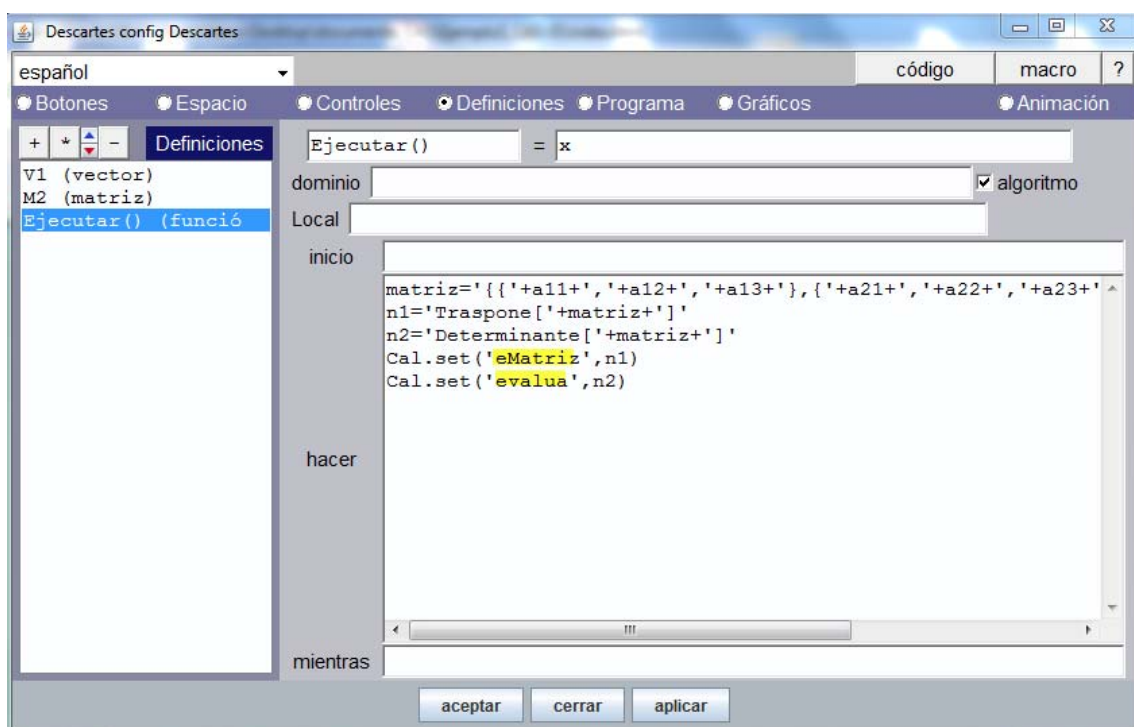 Descartes config Descartes
español
código
macro
?
Botones
Espacio
Controles
Definiciones
Programa
Gráficos
Animación
+
*
-
Definiciones
V1 (vector)
M2 (matriz)
Ejecutar() (funció
Ejecutar()
=
x
dominio
algoritmo
Local
inicio
hacer
matriz='{{'+a11+','+a12+','+a13+'},{'+a21+','+a22+','+a23+'
n1='Traspone['+matriz+']'
n2='Determinante['+matriz+']'
Cal.set('eMatriz',n1)
Cal.set('evalua',n2)
mientras
aceptar
cerrar
aplicar